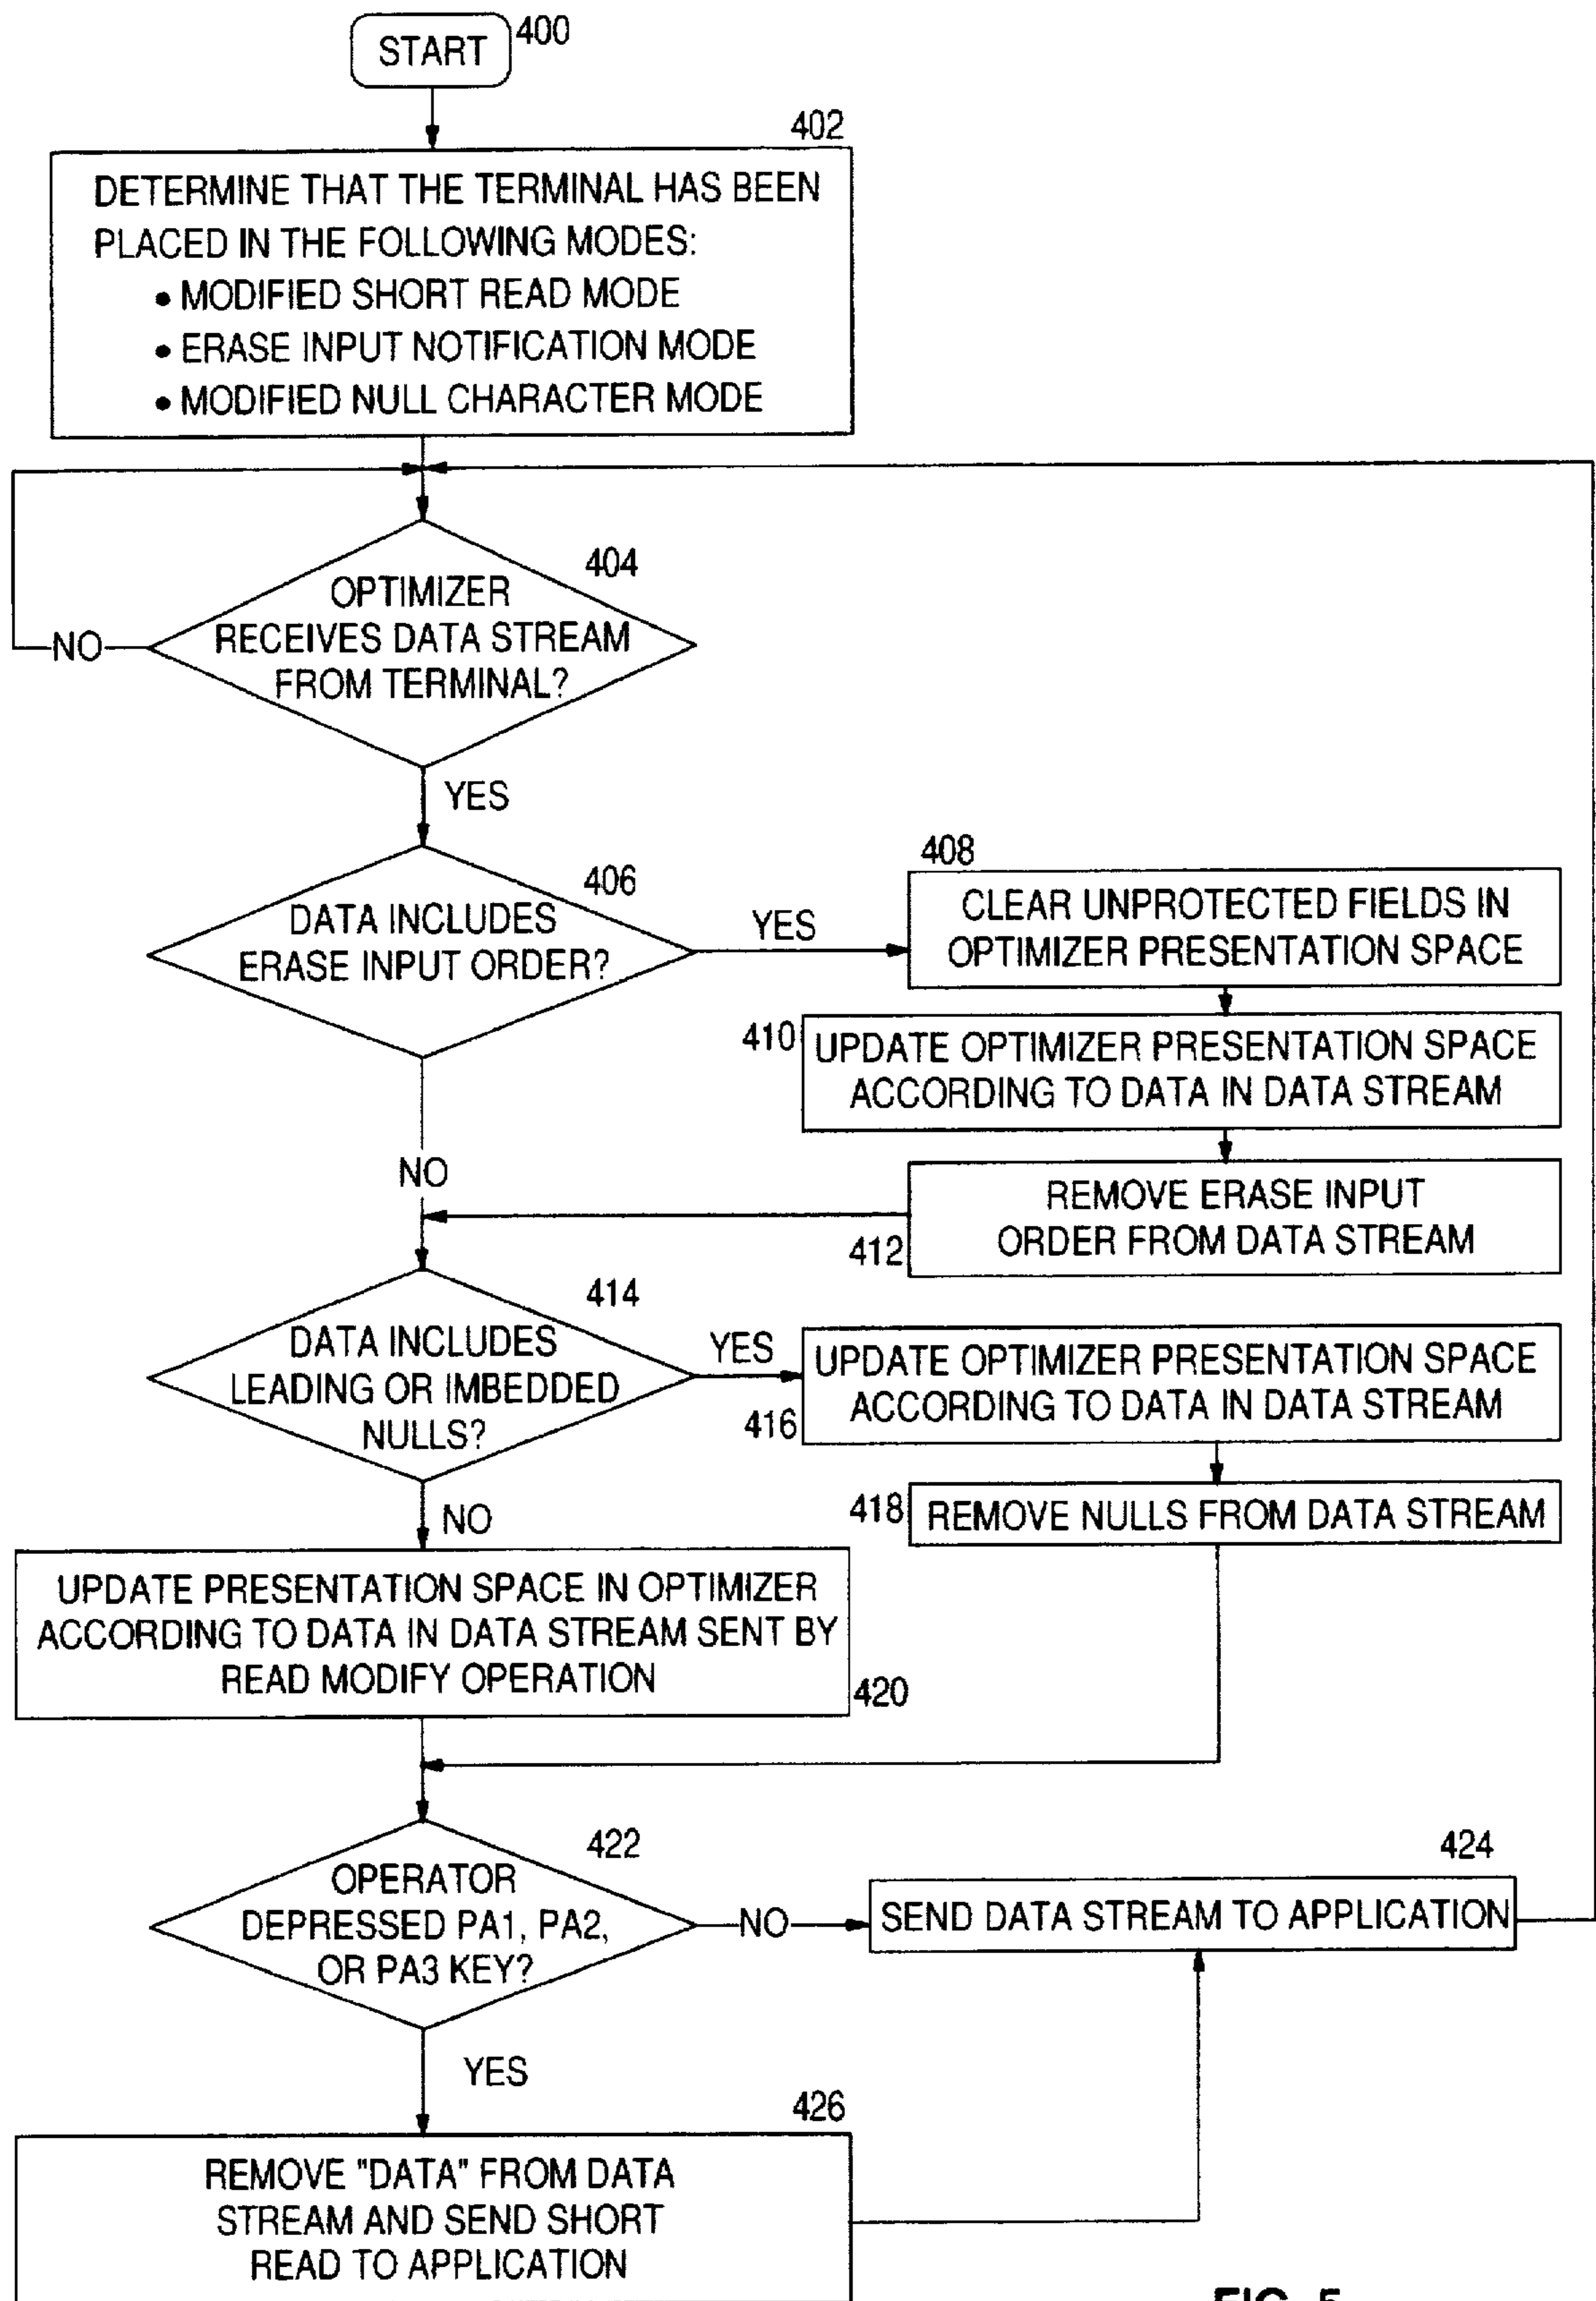 START
400
402
DETERMINE THAT THE TERMINAL HAS BEEN
PLACED IN THE FOLLOWING MODES:
• MODIFIED SHORT READ MODE
• ERASE INPUT NOTIFICATION MODE
• MODIFIED NULL CHARACTER MODE
404
OPTIMIZER
RECEIVES DATA STREAM
FROM TERMINAL?
NO
YES
406
DATA INCLUDES
ERASE INPUT ORDER?
YES
408
CLEAR UNPROTECTED FIELDS IN
OPTIMIZER PRESENTATION SPACE
410
UPDATE OPTIMIZER PRESENTATION SPACE
ACCORDING TO DATA IN DATA STREAM
NO
REMOVE ERASE INPUT
ORDER FROM DATA STREAM
412
414
DATA INCLUDES
LEADING OR IMBEDDED
NULLS?
YES
UPDATE OPTIMIZER PRESENTATION SPACE
ACCORDING TO DATA IN DATA STREAM
416
418
REMOVE NULLS FROM DATA STREAM
NO
UPDATE PRESENTATION SPACE IN OPTIMIZER
ACCORDING TO DATA IN DATA STREAM SENT BY
READ MODIFY OPERATION
420
422
OPERATOR
DEPRESSED PA1, PA2,
OR PA3 KEY?
NO
424
SEND DATA STREAM TO APPLICATION
YES
426
REMOVE "DATA" FROM DATA
STREAM AND SEND SHORT
READ TO APPLICATION
FIG. 5